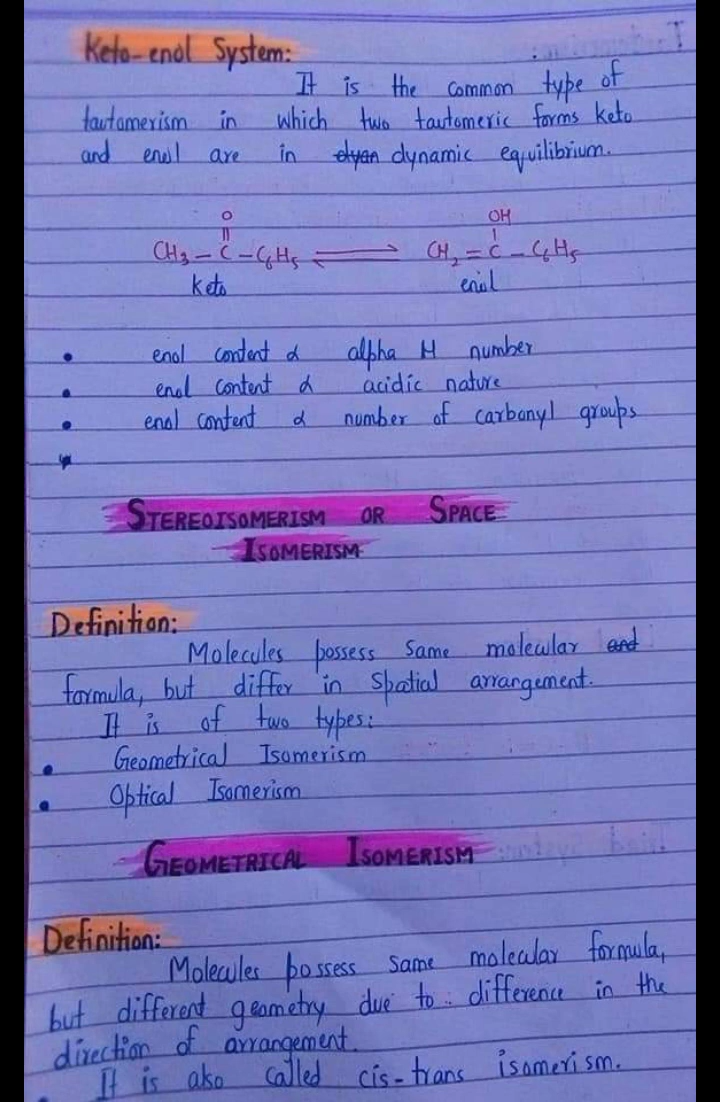 Keto-enol System:
It is the common type of
tautomerism in which two tautomeric forms keto
and enol are in dynamic equilibrium.
O OH
|| |
CH₃ – C – C₆H₅ ⇌ CH₂ = C – C₆H₅
keto enol
• enol content α alpha H number
• enol content α acidic nature
• enol content α number of carbonyl groups
STEREOISOMERISM OR SPACE
ISOMERISM
Definition:
Molecules possess same molecular and
formula, but differ in spatial arrangement.
It is of two types:
• Geometrical Isomerism
• Optical Isomerism
GEOMETRICAL ISOMERISM
Definition:
Molecules possess same molecular formula,
but different geometry due to difference in the
direction of arrangement.
• It is also called cis-trans isomerism.